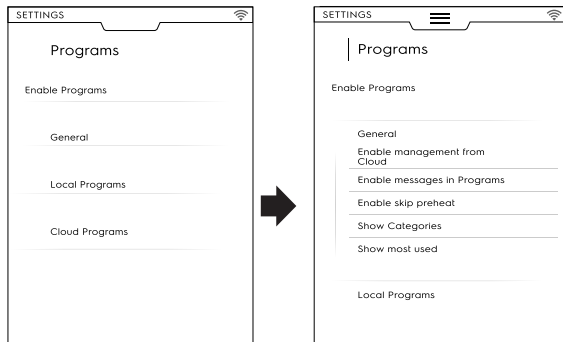 SETTINGS
Programs
Enable Programs
General
Local Programs
Cloud Programs
SETTINGS
Programs
Enable Programs
General
Enable management from
Cloud
Enable messages in Programs
Enable skip preheat
Show Categories
Show most used
Local Programs